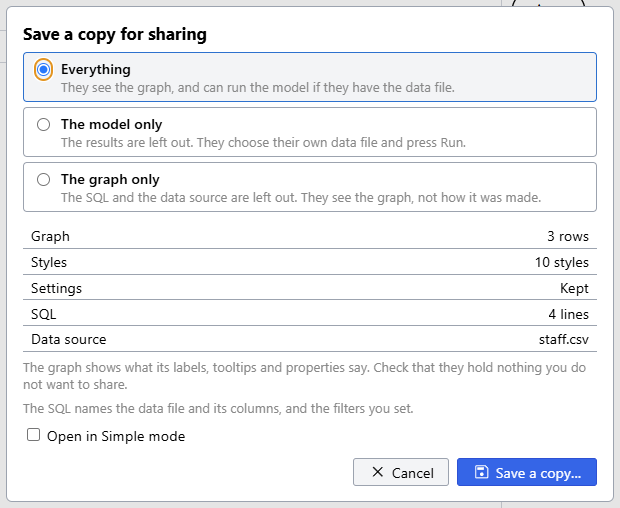 Save a copy for sharing
Everything
They see the graph, and can run the model if they have the data file.
The model only
The results are left out. They choose their own data file and press Run.
The graph only
The SQL and the data source are left out. They see the graph, not how it was made.
Graph 3 rows
Styles 10 styles
Settings Kept
SQL 4 lines
Data source staff.csv
The graph shows what its labels, tooltips and properties say. Check that they hold nothing you do
not want to share.
The SQL names the data file and its columns, and the filters you set.
Open in Simple mode
Cancel Save a copy...